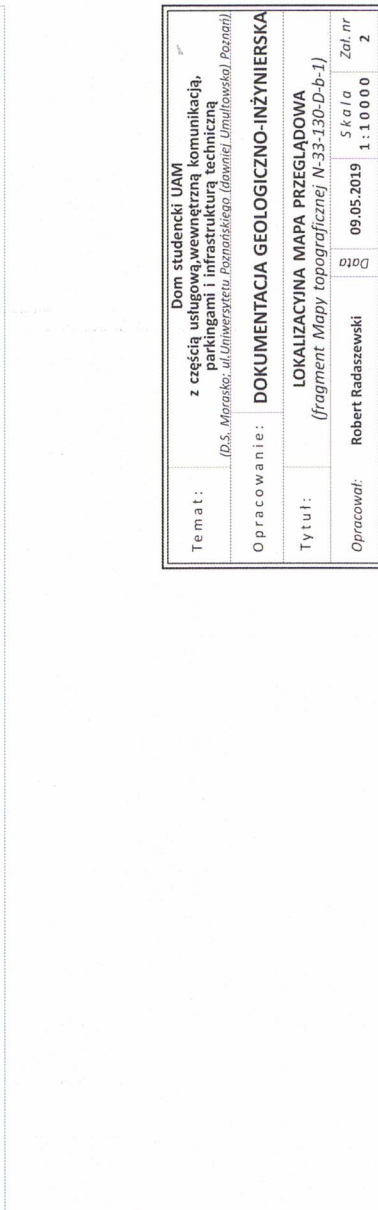 Temat:
Dom studencki UAM
z częścią usługową,wewnętrzną komunikacją,
parkingami i infrastrukturą techniczną
(D.S. Morasko; ul.Uniwersytetu Poznańskiego (dawniej Umultowska) Poznań)
Opracowanie: DOKUMENTACJA GEOLOGICZNO-INŻYNIERSKA
Tytuł:
LOKALIZACYJNA MAPA PRZEGLĄDOWA
(fragment Mapy topograficznej N-33-130-D-b-1)
Opracował: Robert Radaszewski
Data 09.05.2019
Skala
1:10000
Zał. nr
2